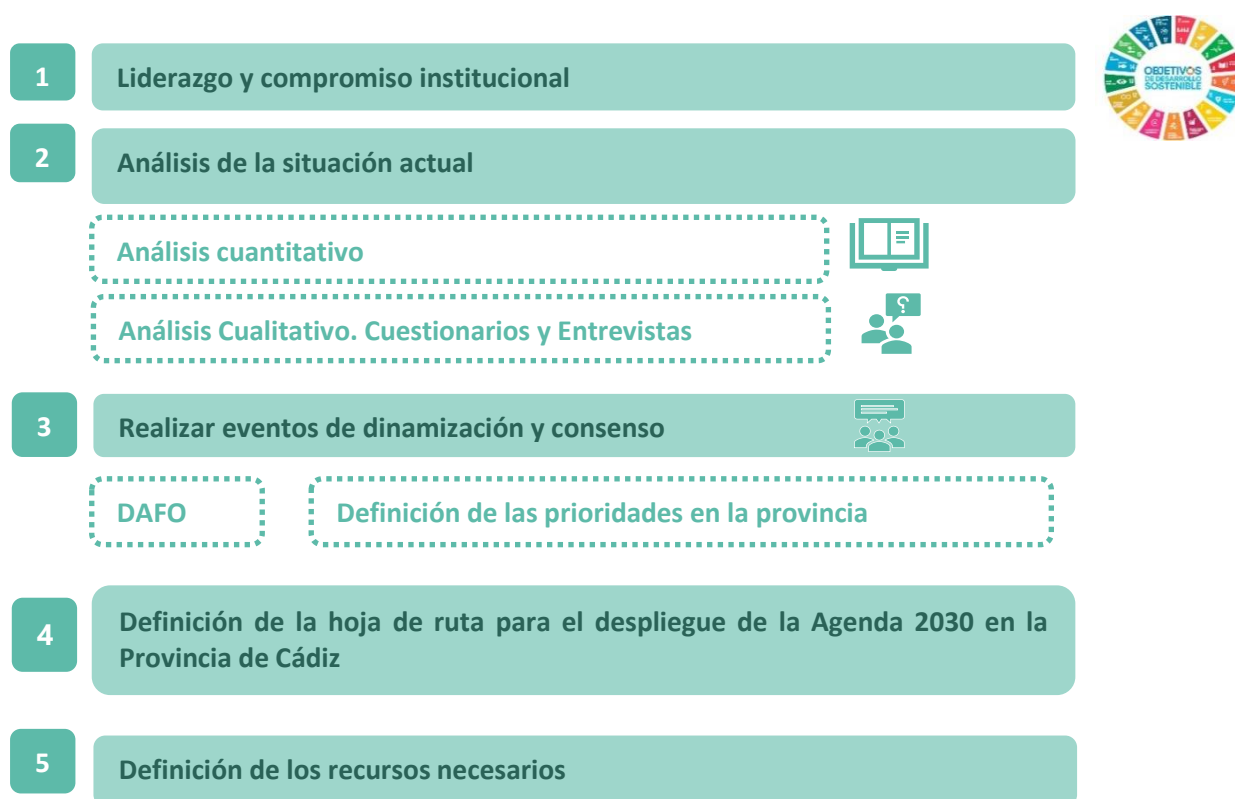 1
Liderazgo y compromiso institucional
OBJETIVOS
DE DESARROLLO
SOSTENIBLE
2
Análisis de la situación actual
Análisis cuantitativo
Análisis Cualitativo. Cuestionarios y Entrevistas
?
3
Realizar eventos de dinamización y consenso
DAFO
Definición de las prioridades en la provincia
4
Definición de la hoja de ruta para el despliegue de la Agenda 2030 en la
Provincia de Cádiz
5
Definición de los recursos necesarios